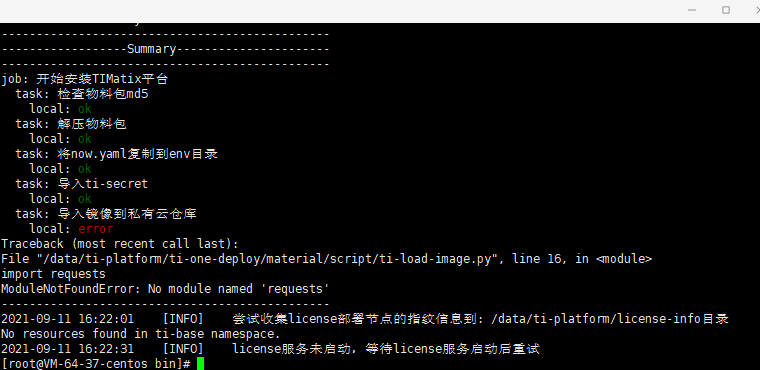 -----------------------------------------------
------------------Summary----------------------
-----------------------------------------------
job: 开始安装TIMatix平台
  task: 检查物料包md5
    local: ok
  task: 解压物料包
    local: ok
  task: 将now.yaml复制到env目录
    local: ok
  task: 导入ti-secret
    local: ok
  task: 导入镜像到私有云仓库
    local: error
Traceback (most recent call last):
File "/data/ti-platform/ti-one-deploy/material/script/ti-load-image.py", line 16, in <module>
import requests
ModuleNotFoundError: No module named 'requests'
-----------------------------------------------
2021-09-11 16:22:01    [INFO]    尝试收集license部署节点的指纹信息到: /data/ti-platform/license-info目录
No resources found in ti-base namespace.
2021-09-11 16:22:31    [INFO]    license服务未启动, 等待license服务启动后重试
[root@VM-64-37-centos bin]#